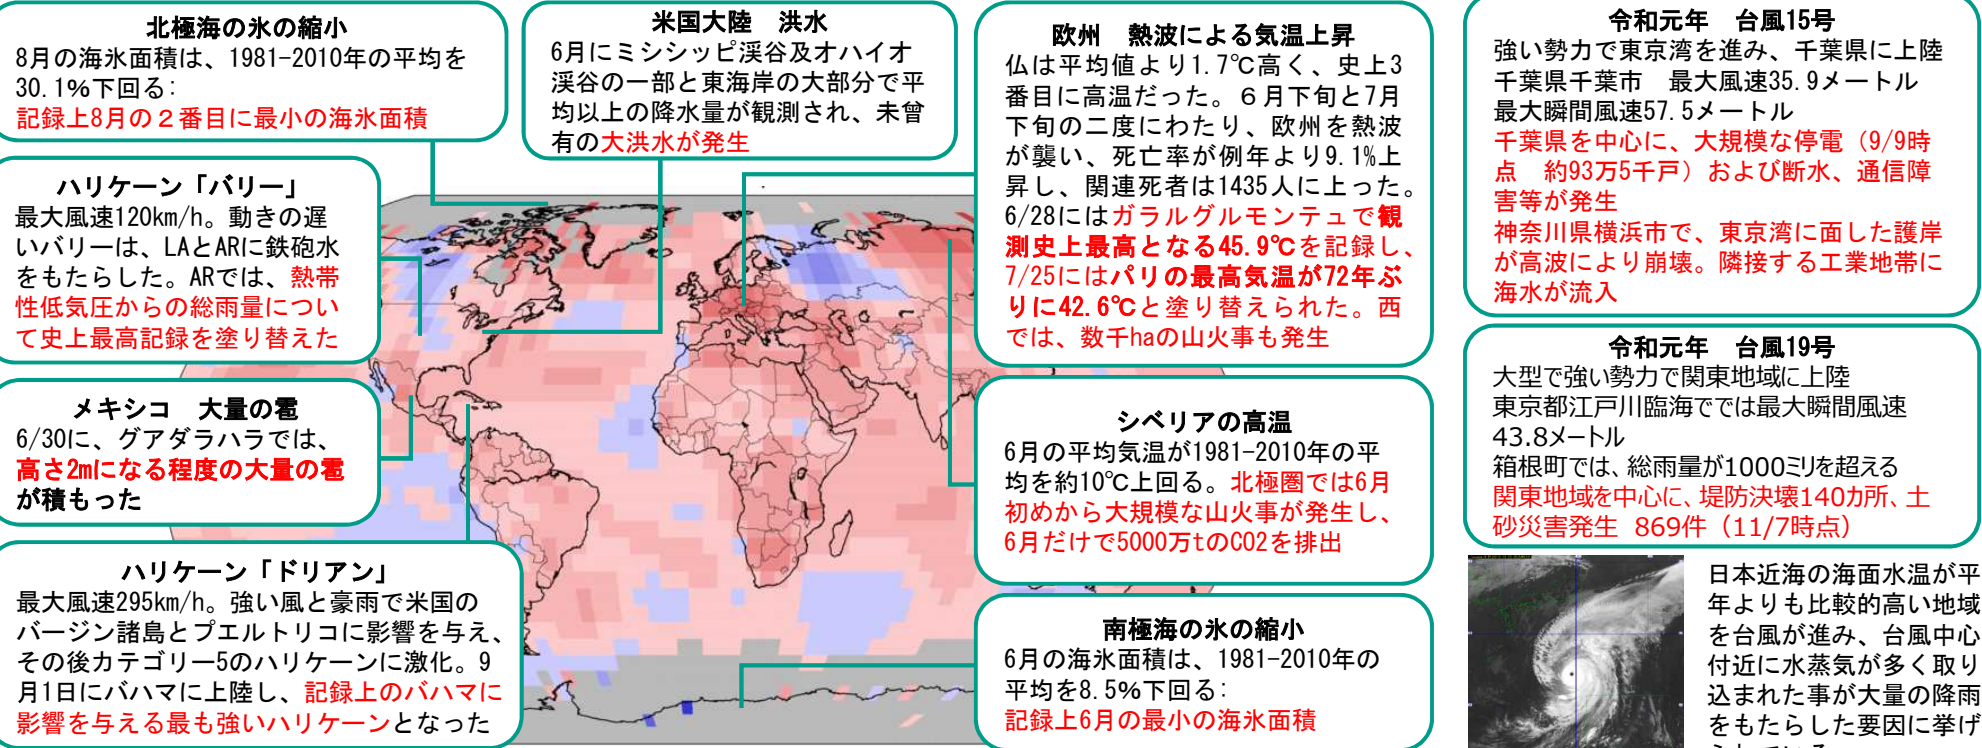 北極海の氷の縮小
8月の海氷面積は、1981-2010年の平均を
30.1%下回る:
記録上8月の２番目に最小の海氷面積
米国大陸　洪水
6月にミシシッピ渓谷及オハイオ
渓谷の一部と東海岸の大部分で平
均以上の降水量が観測され、未曾
有の大洪水が発生
欧州　熱波による気温上昇
仏は平均値より1.7℃高く、史上3
番目に高温だった。６月下旬と7月
下旬の二度にわたり、欧州を熱波
が襲い、死亡率が例年より9.1%上
昇し、関連死者は1435人に上った。
6/28にはガラルグルモンテュで観
測史上最高となる45.9℃を記録し、
7/25にはパリの最高気温が72年ぶ
りに42.6℃と塗り替えられた。西
では、数千haの山火事も発生
令和元年　台風15号
強い勢力で東京湾を進み、千葉県に上陸
千葉県千葉市　最大風速35.9メートル
最大瞬間風速57.5メートル
千葉県を中心に、大規模な停電（9/9時
点　約93万5千戸）および断水、通信障
害等が発生
神奈川県横浜市で、東京湾に面した護岸
が高波により崩壊。隣接する工業地帯に
海水が流入
ハリケーン「バリー」
最大風速120km/h。動きの遅
いバリーは、LAとARに鉄砲水
をもたらした。ARでは、熱帯
性低気圧からの総雨量につい
て史上最高記録を塗り替えた
令和元年　台風19号
大型で強い勢力で関東地域に上陸
東京都江戸川臨海ででは最大瞬間風速
43.8メートル
箱根町では、総雨量が1000ミリを超える
関東地域を中心に、堤防決壊140カ所、土
砂災害発生 869件（11/7時点）
メキシコ　大量の雹
6/30に、グアダラハラでは、
高さ2mになる程度の大量の雹
が積もった
シベリアの高温
6月の平均気温が1981-2010年の平
均を約10℃上回る。北極圏では6月
初めから大規模な山火事が発生し、
6月だけで5000万tのCO2を排出
ハリケーン「ドリアン」
最大風速295km/h。強い風と豪雨で米国の
バージン諸島とプエルトリコに影響を与え、
その後カテゴリー5のハリケーンに激化。9
月1日にバハマに上陸し、記録上のバハマに
影響を与える最も強いハリケーンとなった
南極海の氷の縮小
6月の海氷面積は、1981-2010年の
平均を8.5%下回る:
記録上6月の最小の海氷面積
日本近海の海面水温が平
年よりも比較的高い地域
を台風が進み、台風中心
付近に水蒸気が多く取り
込まれた事が大量の降雨
をもたらした要因に挙げ